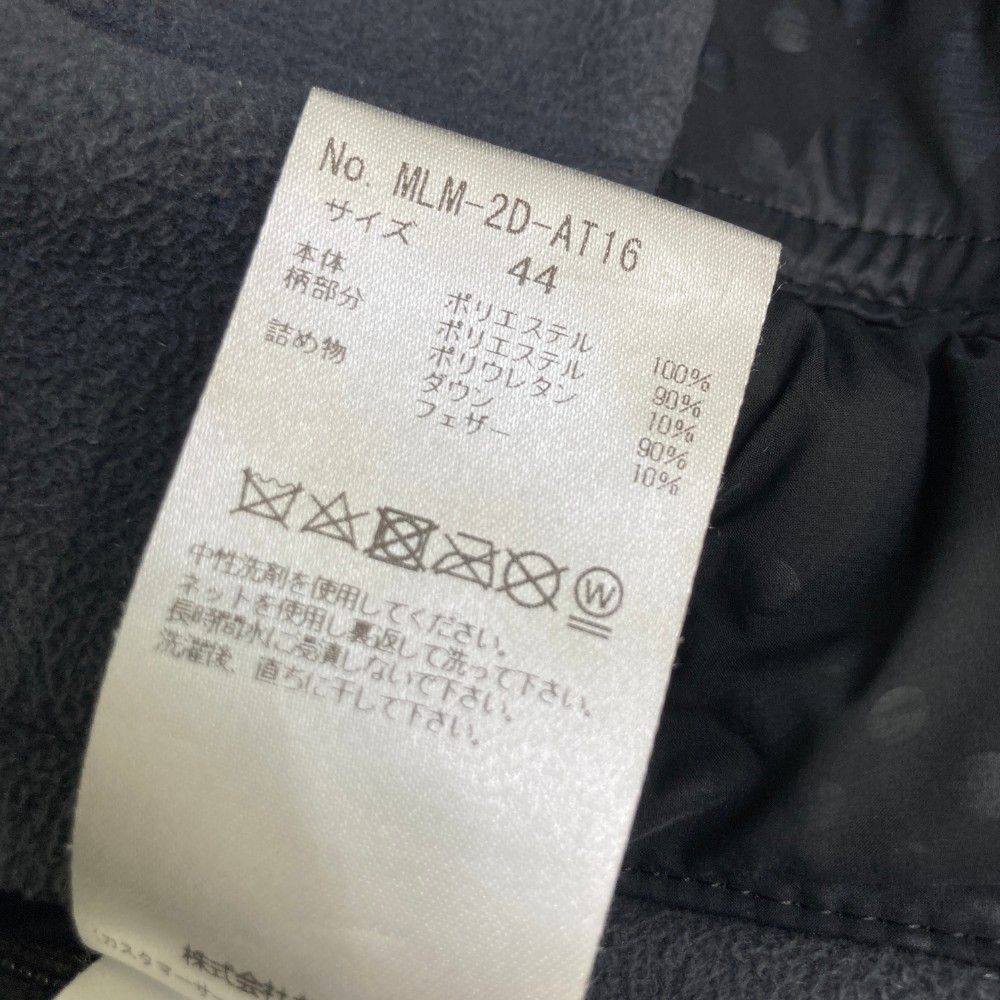 No. MLM-2D-AT16
サイズ 44
本体 ポリエステル 100%
柄部分 ポリエステル 90%
ポリウレタン 10%
詰め物 ダウン 90%
フェザー 10%
W
中性洗剤を使用してください。
ネットを使用し裏返して洗って下さい。
長時間水に浸漬しないで下さい。
洗濯後、直ちに干して下さい。
株式会